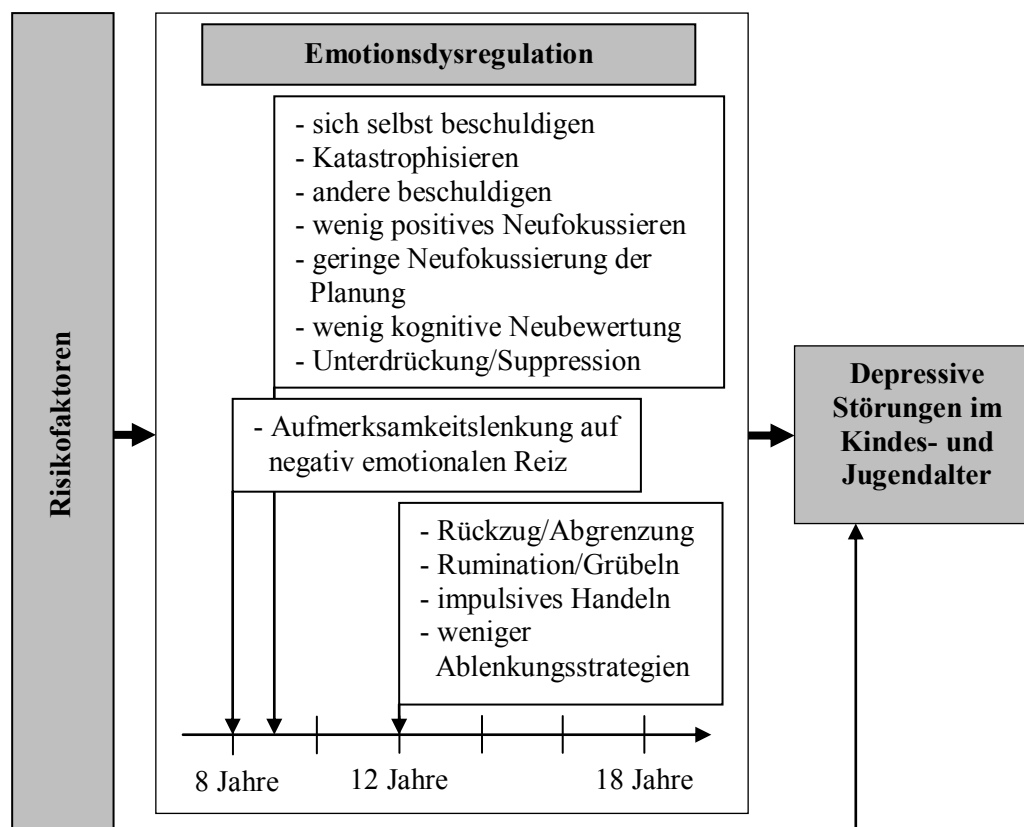 Risikofaktoren
Emotionsdysregulation
- sich selbst beschuldigen
- Katastrophisieren
- andere beschuldigen
- wenig positives Neufokussieren
- geringe Neufokussierung der
Planung
- wenig kognitive Neubewertung
- Unterdrückung/Suppression
- Aufmerksamkeitslenkung auf
negativ emotionalen Reiz
- Rückzug/Abgrenzung
- Rumination/Grübeln
- impulsives Handeln
- weniger
Ablenkungsstrategien
8 Jahre
12 Jahre
18 Jahre
Depressive
Störungen im
Kindes- und
Jugendalter